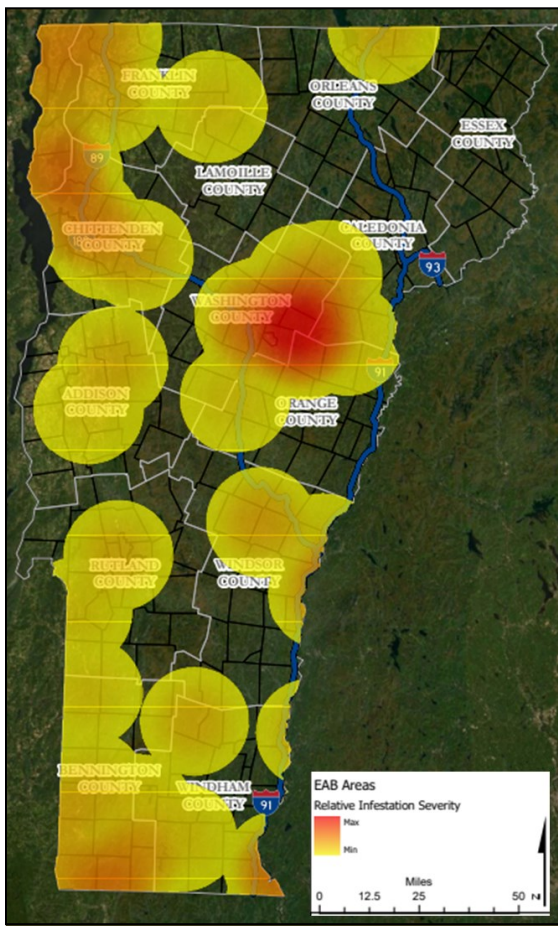 FRANKLIN
COUNTY
ORLEANS
COUNTY
ESSEX
COUNTY
89
LAMOILLE
COUNTY
CHITTENDEN
COUNTY
CALEDONIA
COUNTY
93
WASHINGTON
COUNTY
91
ADDISON
COUNTY
ORANGE
COUNTY
RUTLAND
COUNTY
WINDSOR
COUNTY
BENNINGTON
COUNTY
WINDHAM
COUNTY
91
EAB Areas
Relative Infestation Severity
Max
Min
Miles
0 12.5 25 50
N